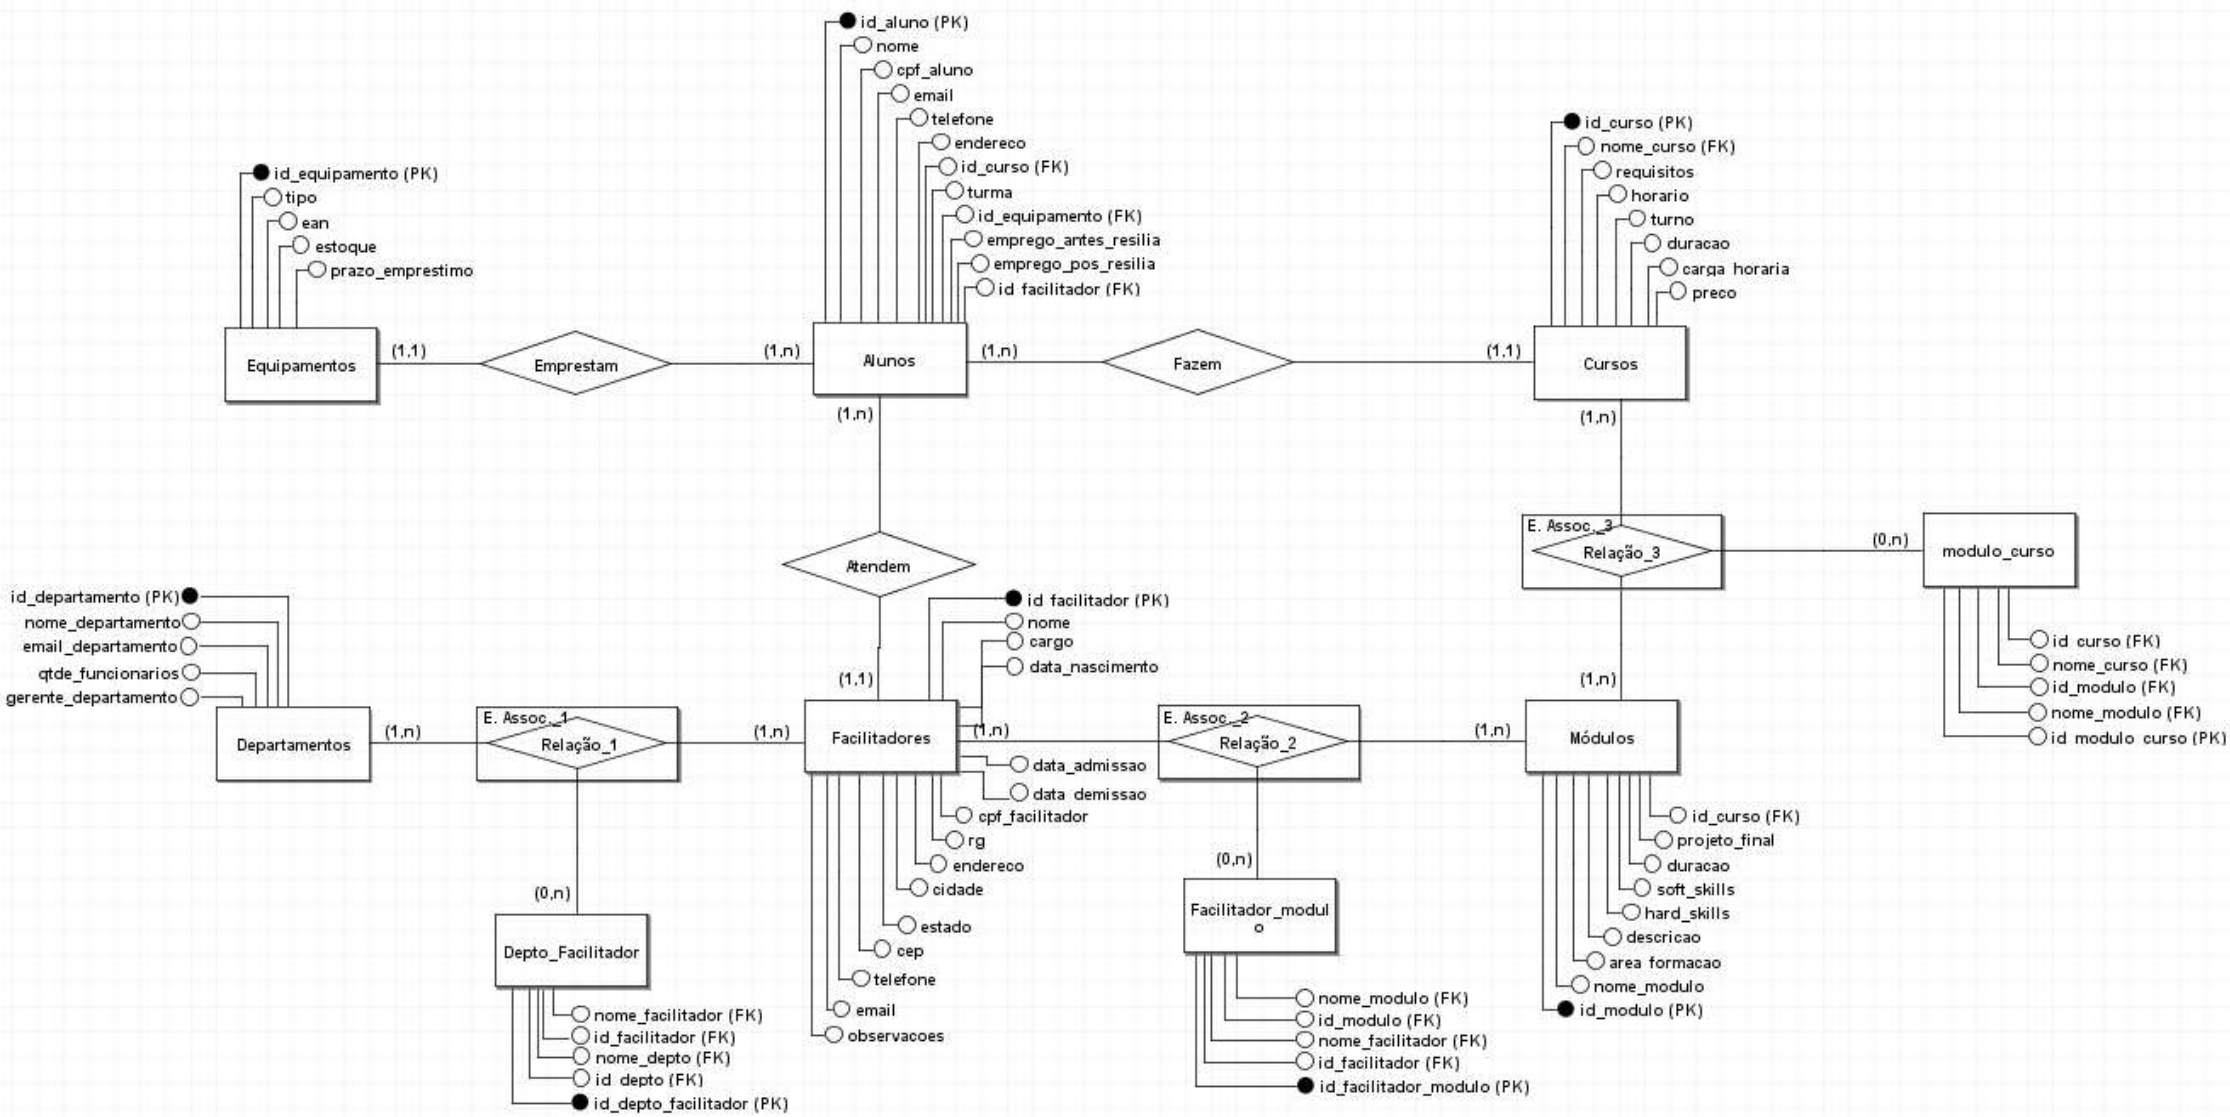 id_aluno (PK)
nome
cpf_aluno
email
telefone
endereco
id_curso (FK)
turma
id_equipamento (FK)
emprego_antes_resilia
emprego_pos_resilia
id facilitador (FK)
id_curso (PK)
nome_curso (FK)
requisitos
horario
turno
duracao
carga horaria
preco
id_equipamento (PK)
tipo
ean
estoque
prazo_emprestimo
Equipamentos
(1,1)
Emprestam
(1,n)
Alunos
(1,n)
Fazem
(1,1)
Cursos
(1,n)
(1,n)
Atendem
E. Assoc._3
Relação_3
(0,n)
modulo_curso
id curso (FK)
nome_curso (FK)
id_modulo (FK)
nome_modulo (FK)
id modulo curso (PK)
id_departamento (PK)
nome_departamento
email_departamento
qtde_funcionarios
gerente_departamento
id facilitador (PK)
nome
cargo
data_nascimento
(1,1)
(1,n)
Departamentos
(1,n)
E. Assoc._1
Relação_1
(1,n)
Facilitadores
(1,n)
E. Assoc._2
Relação_2
(1,n)
Módulos
data_admissao
data demissao
cpf_facilitador
rg
endereco
cidade
estado
cep
telefone
email
observacoes
(0,n)
Depto_Facilitador
nome_facilitador (FK)
id_facilitador (FK)
nome_depto (FK)
id depto (FK)
id_depto_facilitador (PK)
(0,n)
Facilitador_modul
o
nome_modulo (FK)
id_modulo (FK)
nome_facilitador (FK)
id_facilitador (FK)
id_facilitador_modulo (PK)
id_curso (FK)
projeto_final
duracao
soft_skills
hard_skills
descricao
area formacao
nome_modulo
id_modulo (PK)